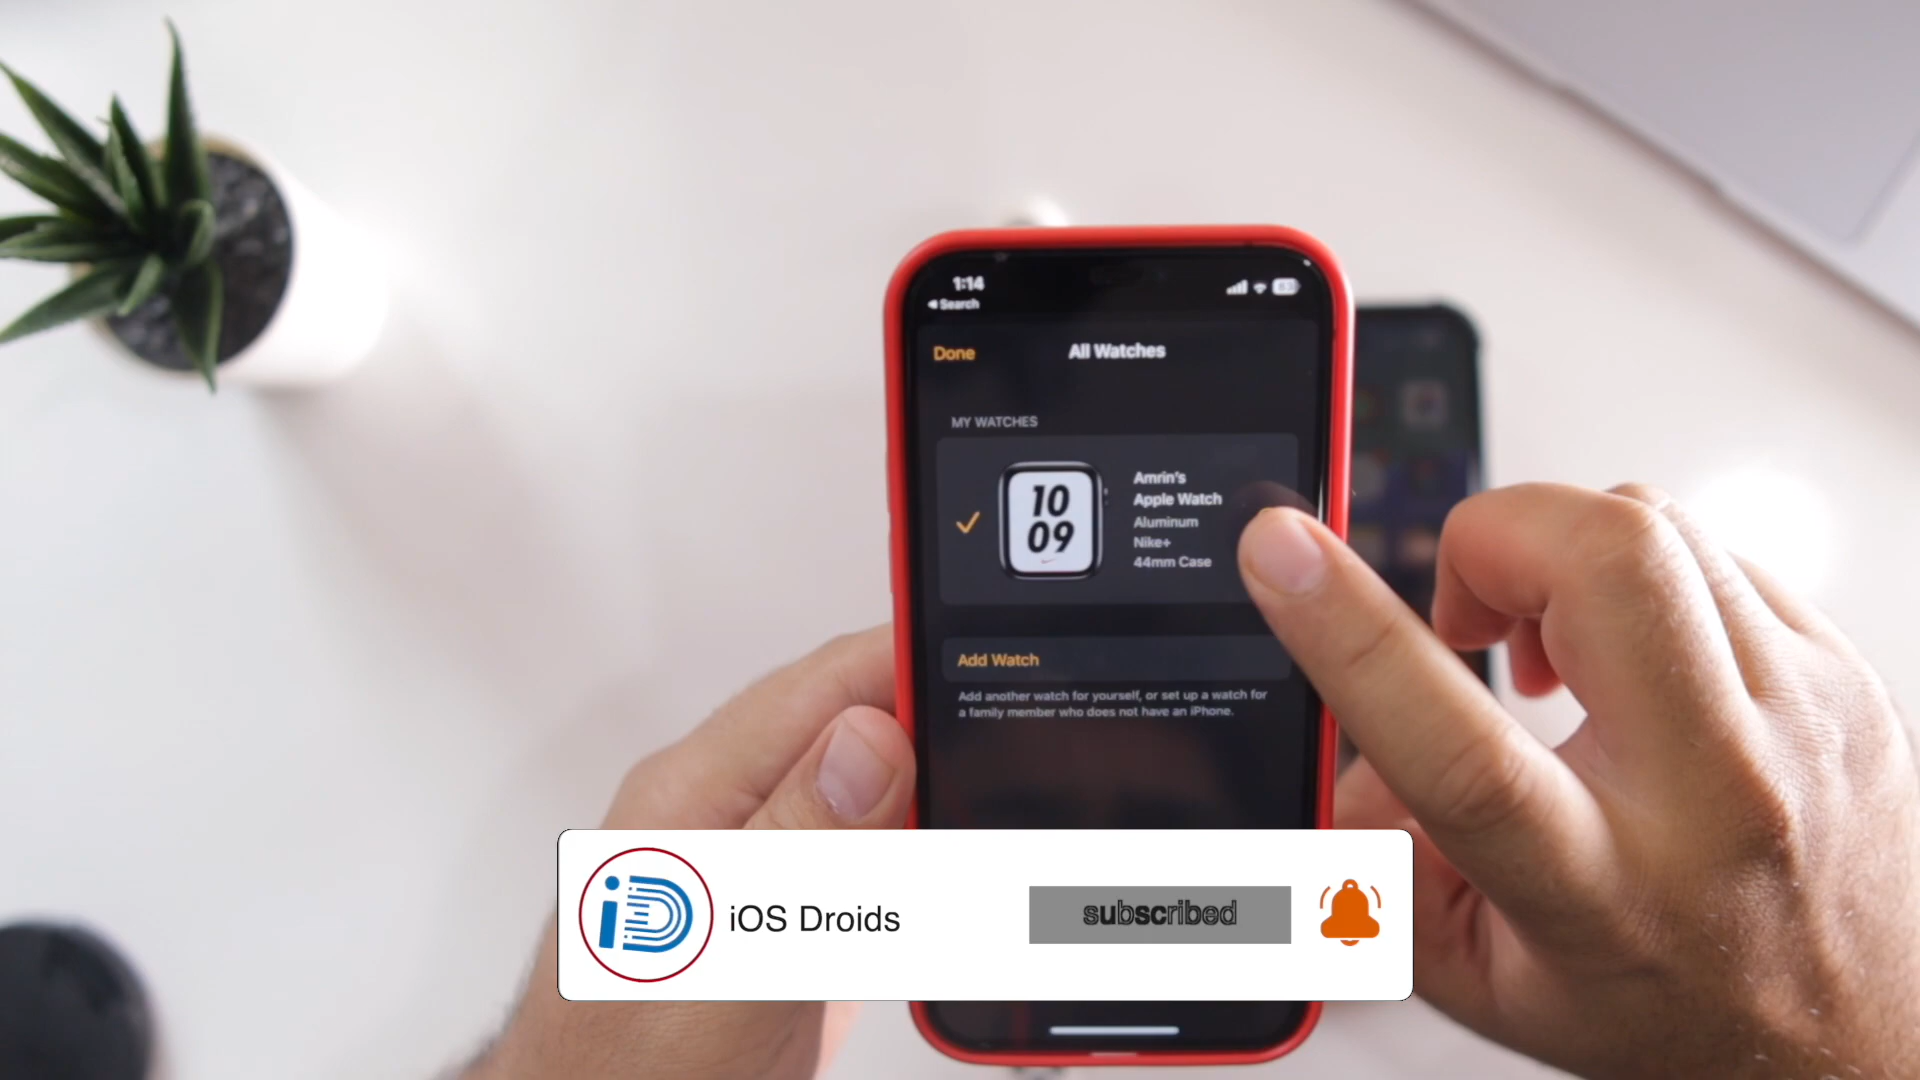 1:14
Search
Done
All Watches
MY WATCHES
10
09
Amrin's
Apple Watch
Aluminum
Nike+
44mm Case
Add Watch
Add another watch for yourself, or set up a watch for
a family member who does not have an iPhone.
iD
iOS Droids
subscribed